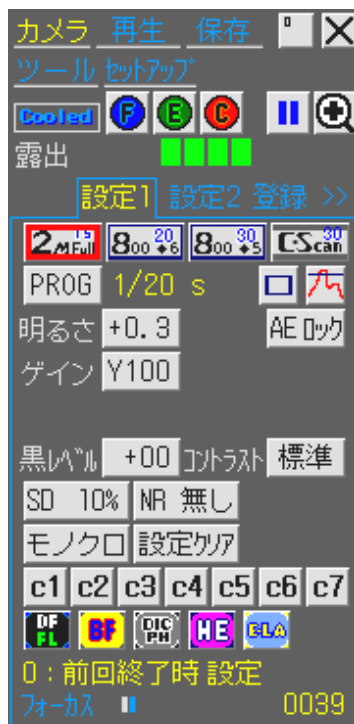 カメラ 再生 保存
ツール セットアップ
Cooled F E C
露出
設定1 設定2 登録 >>
2MFull 15 800 20 6 800 30 5 C-Scan 30
PROG 1/20 s
明るさ +0.3 AEロック
ゲイン Y100
黒レベル +00 コントラスト 標準
SD 10% NR 無し
モノクロ 設定クリア
c1 c2 c3 c4 c5 c6 c7
DF FL BF DIC PH HE ELA
0:前回終了時 設定
フォーカス 0039